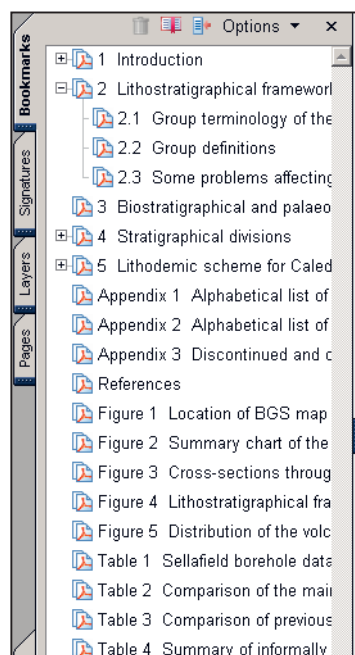 Options
Bookmarks
Signatures
Layers
Pages
1 Introduction
2 Lithostratigraphical framewor
2.1 Group terminology of the
2.2 Group definitions
2.3 Some problems affecting
3 Biostratigraphical and palaeo
4 Stratigraphical divisions
5 Lithodemic scheme for Caled
Appendix 1 Alphabetical list of
Appendix 2 Alphabetical list of
Appendix 3 Discontinued and c
References
Figure 1 Location of BGS map
Figure 2 Summary chart of the
Figure 3 Cross-sections throug
Figure 4 Lithostratigraphical fra
Figure 5 Distribution of the volc
Table 1 Sellafield borehole data
Table 2 Comparison of the mai
Table 3 Comparison of previous
Table 4 Summary of informally